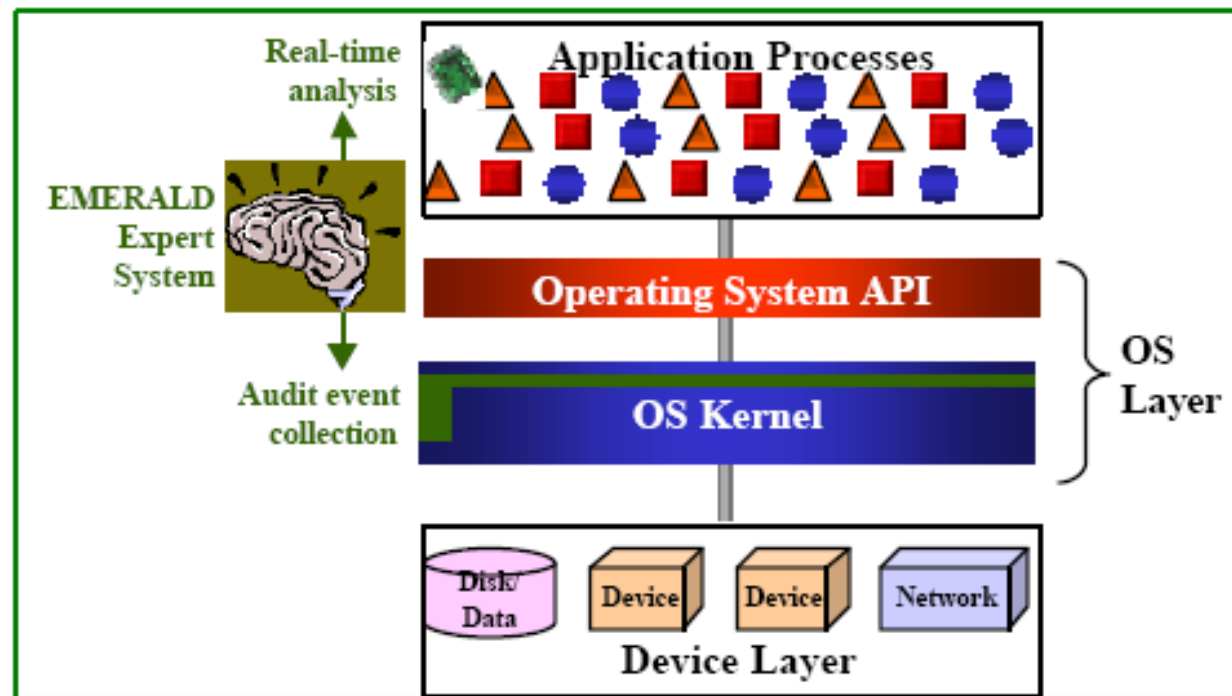 Real-time
analysis
EMERALD
Expert
System
Audit event
collection
Application Processes
Operating System API
OS Kernel
OS
Layer
Disk/
Data
Device
Device
Network
Device Layer